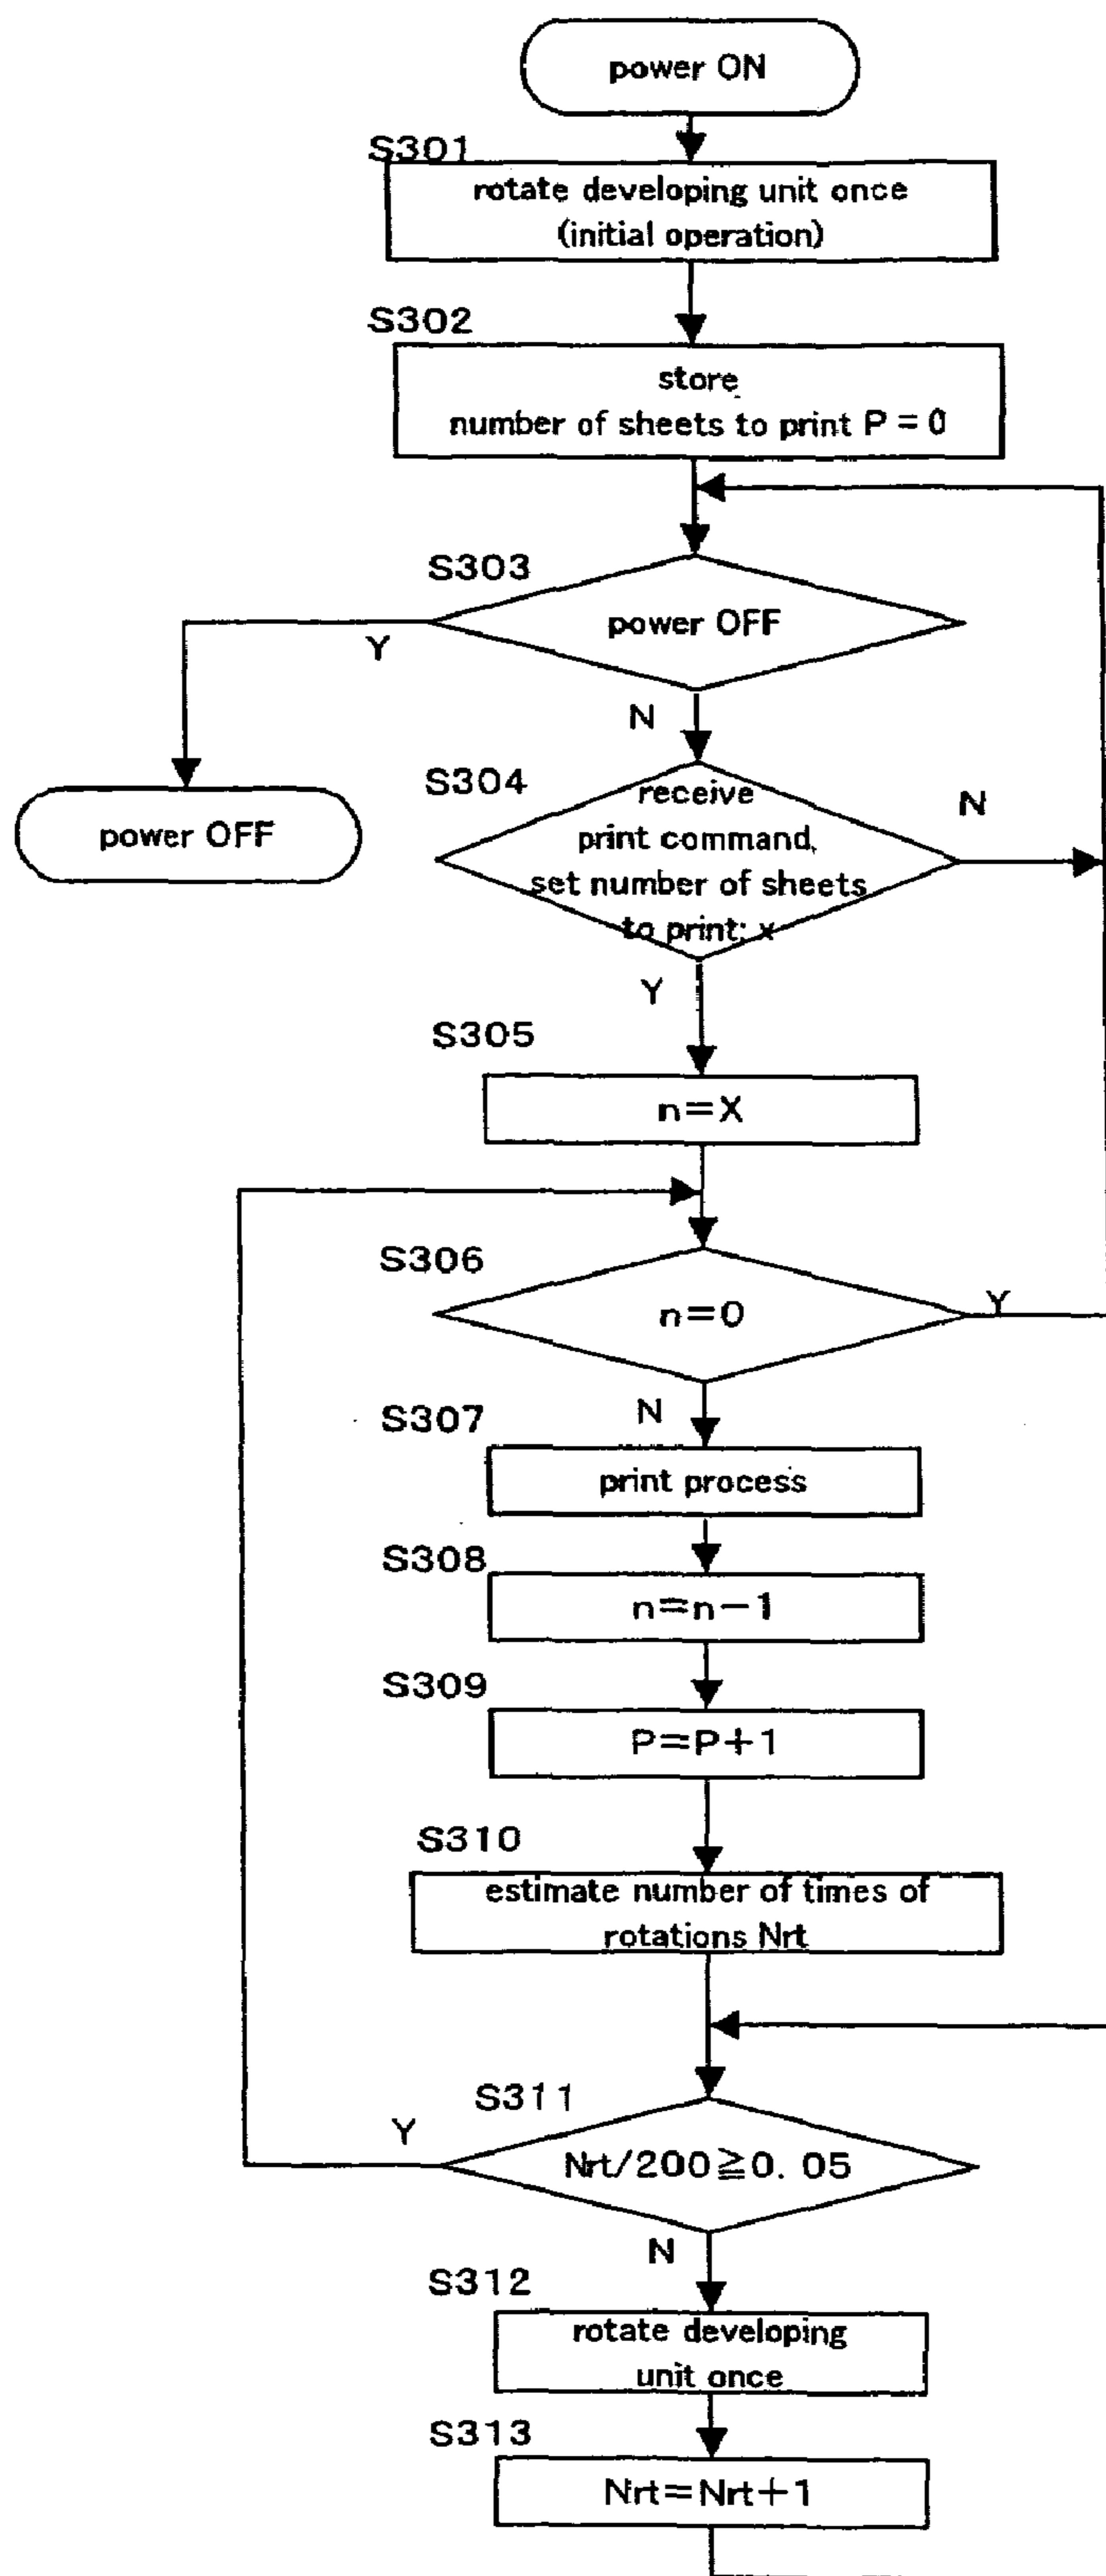 power ON
S301
rotate developing unit once
(initial operation)
S302
store
number of sheets to print P = 0
S303
power OFF
Y
N
power OFF
S304
receive
print command,
set number of sheets
to print: x
N
Y
S305
n=X
S306
n=0
Y
N
S307
print process
S308
n=n-1
S309
P=P+1
S310
estimate number of times of
rotations Nrt
S311
Y
Nrt/200≧0. 05
N
S312
rotate developing
unit once
S313
Nrt=Nrt+1